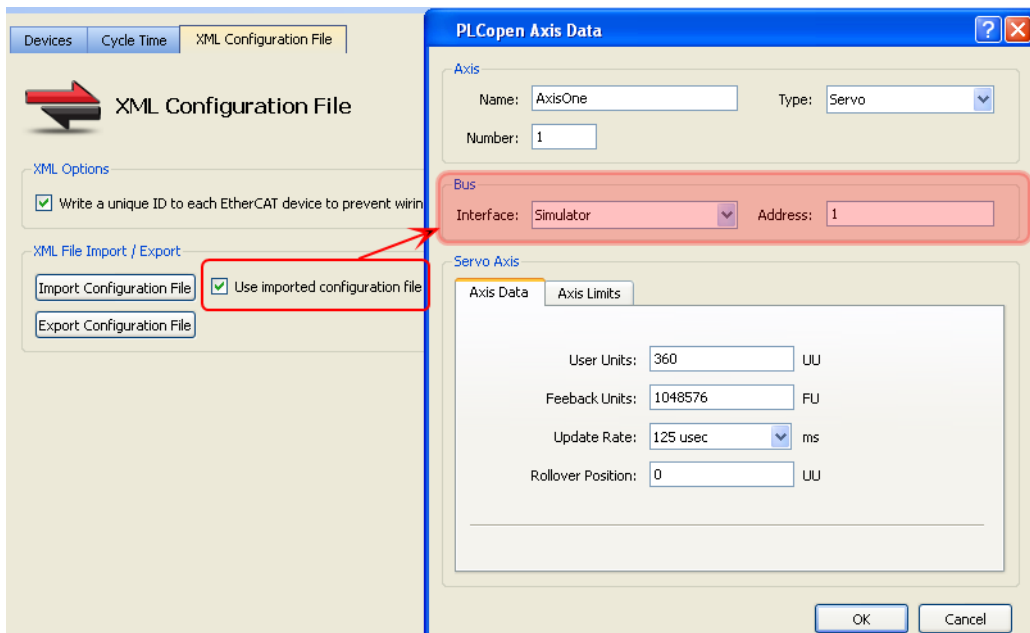 Devices
Cycle Time
XML Configuration File
XML Configuration File
XML Options
Write a unique ID to each EtherCAT device to prevent wirin
XML File Import / Export
Import Configuration File
Use imported configuration file
Export Configuration File
PLCopen Axis Data
Axis
Name: AxisOne Type: Servo
Number: 1
Bus
Interface: Simulator Address: 1
Servo Axis
Axis Data
Axis Limits
User Units: 360 UU
Feeback Units: 1048576 FU
Update Rate: 125 usec ms
Rollover Position: 0 UU
OK
Cancel